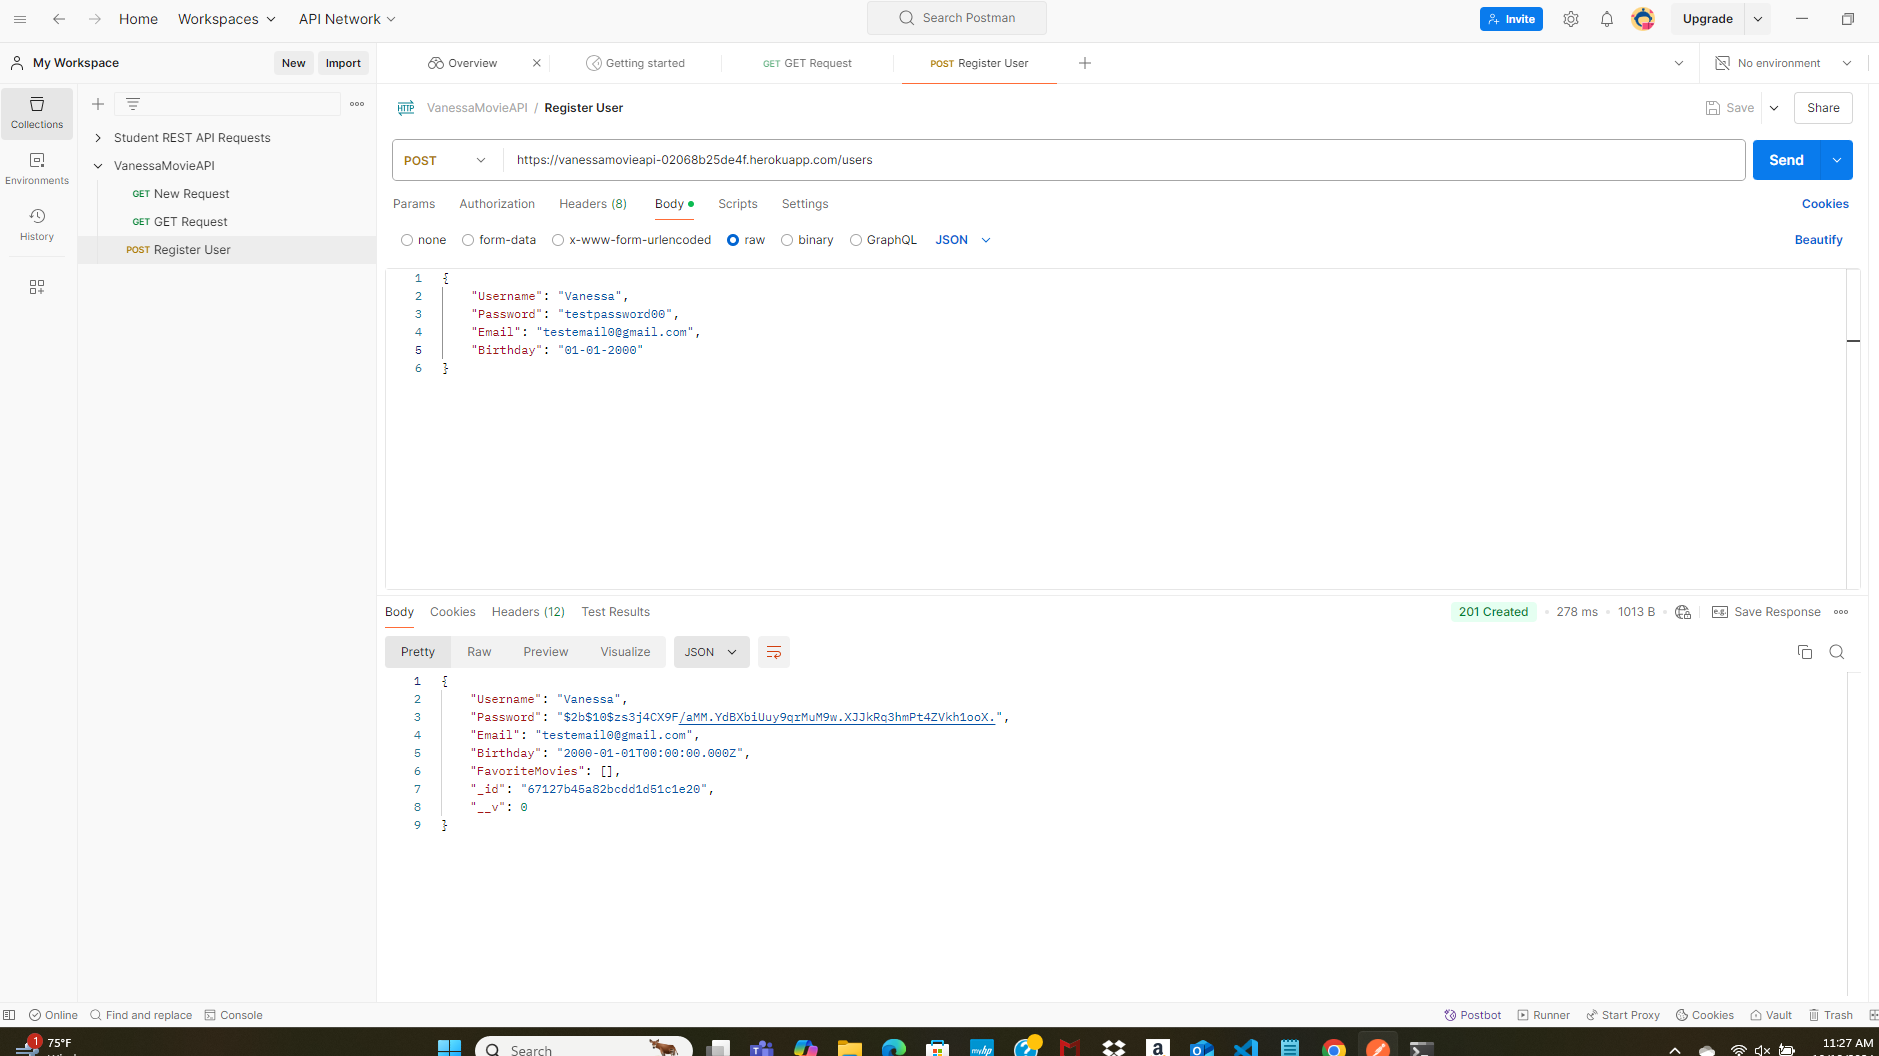 Home Workspaces API Network Search Postman Invite Upgrade
My Workspace New Import Overview Getting started GET GET Request POST Register User No environment
Collections
Environments
History
Student REST API Requests
VanessaMovieAPI
GET New Request
GET GET Request
POST Register User
HTTP VanessaMovieAPI / Register User Save Share
POST https://vanessamovieapi-02068b25de4f.herokuapp.com/users Send
Params Authorization Headers (8) Body Scripts Settings Cookies
none form-data x-www-form-urlencoded raw binary GraphQL JSON Beautify
1 {
2 "Username": "Vanessa",
3 "Password": "testpassword00",
4 "Email": "testemail0@gmail.com",
5 "Birthday": "01-01-2000"
6 }
Body Cookies Headers (12) Test Results 201 Created 278 ms 1013 B e.g. Save Response
Pretty Raw Preview Visualize JSON
1 {
2 "Username": "Vanessa",
3 "Password": "$2b$10$zs3j4CX9F/aMM.YdBXbiUuy9qrMuM9w.XJJkRq3hmPt4ZVkh1ooX.",
4 "Email": "testemail0@gmail.com",
5 "Birthday": "2000-01-01T00:00:00.000Z",
6 "FavoriteMovies": [],
7 "_id": "67127b45a82bcdd1d51c1e20",
8 "__v": 0
9 }
Online Find and replace Console Postbot Runner Start Proxy Cookies Vault Trash
1 75°F Search myhp 11:27 AM